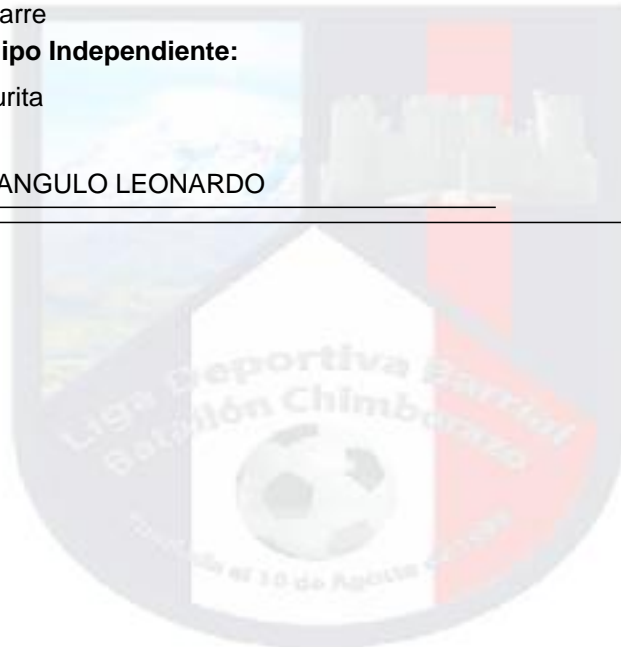 arre
ipo Independiente:
urita
ANGULO LEONARDO
Liga Deportiva Barrial
Batallón Chimborazo
el 10 de Agosto